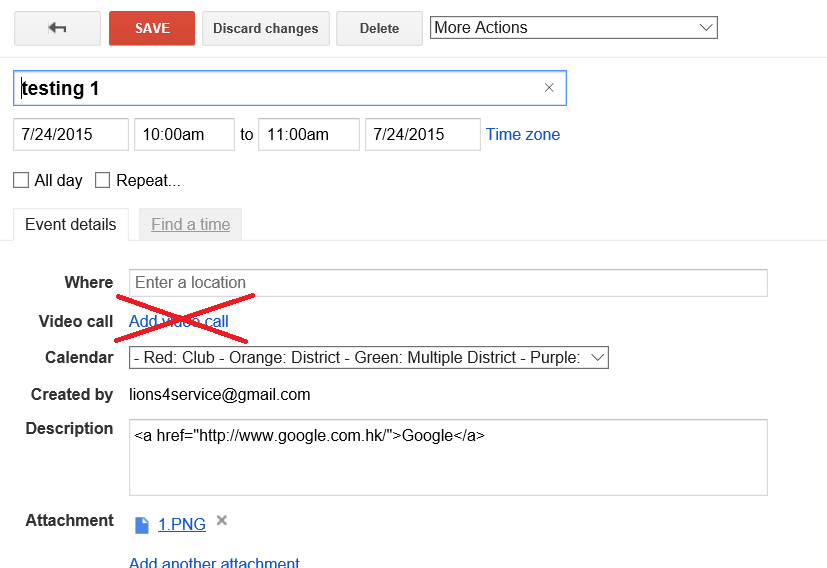 SAVE Discard changes Delete More Actions
testing 1
7/24/2015 10:00am to 11:00am 7/24/2015 Time zone
All day Repeat...
Event details Find a time
Where Enter a location
Video call Add video call
Calendar - Red: Club - Orange: District - Green: Multiple District - Purple:
Created by lions4service@gmail.com
Description <a href="http://www.google.com.hk/">Google</a>
Attachment 1.PNG
Add another attachment